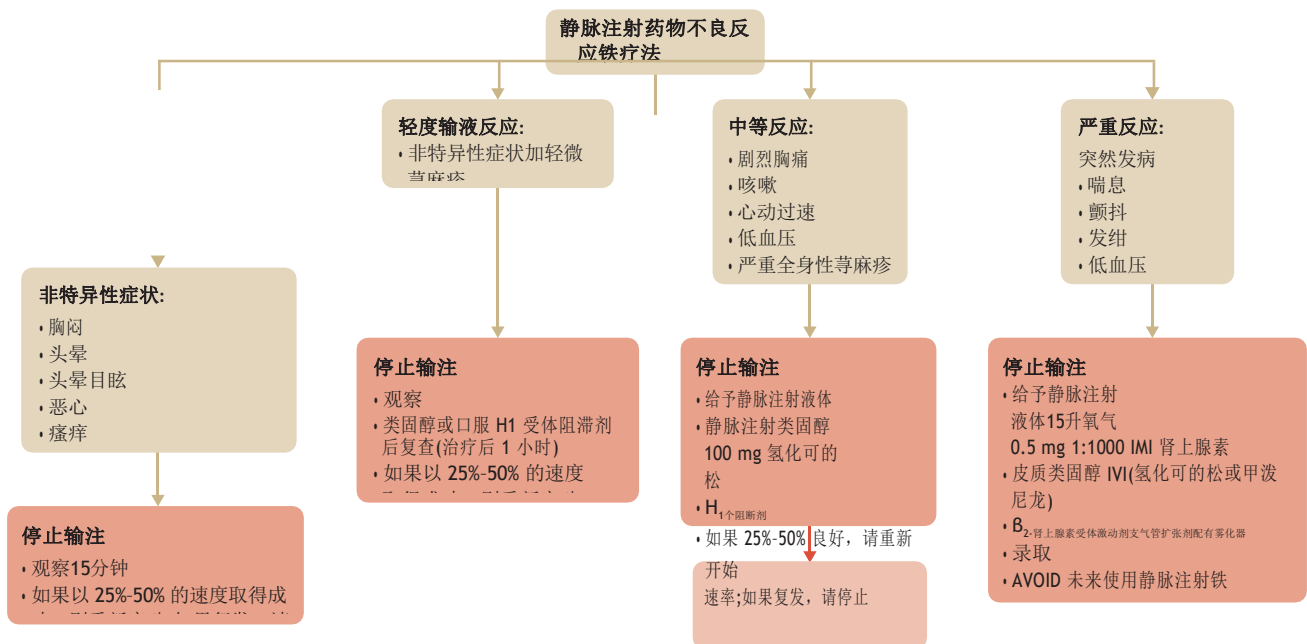 静脉注射药物不良反
应铁疗法
轻度输液反应:
• 非特异性症状加轻微
荨麻疹
中等反应:
• 剧烈胸痛
• 咳嗽
• 心动过速
• 低血压
• 严重全身性荨麻疹
严重反应:
突然发病
• 喘息
• 颤抖
• 发绀
• 低血压
非特异性症状:
• 胸闷
• 头晕
• 头晕目眩
• 恶心
• 瘙痒
停止输注
• 观察
• 类固醇或口服 H1 受体阻滞剂
后复查(治疗后 1 小时)
• 如果以 25%-50% 的速度
停止输注
• 给予静脉注射液体
• 静脉注射类固醇
100 mg 氢化可的
松
• H1个阻断剂
• 如果 25%-50% 良好，请重新
开始
速率;如果复发，请停止
停止输注
• 给予静脉注射
液体15升氧气
0.5 mg 1:1000 IMI 肾上腺素
• 皮质类固醇 IVI(氢化可的松或甲泼
尼龙)
• B2-肾上腺素受体激动剂支气管扩张剂配有雾化器
• 录取
• AVOID 未来使用静脉注射铁
停止输注
• 观察15分钟
• 如果以 25%-50% 的速度取得成